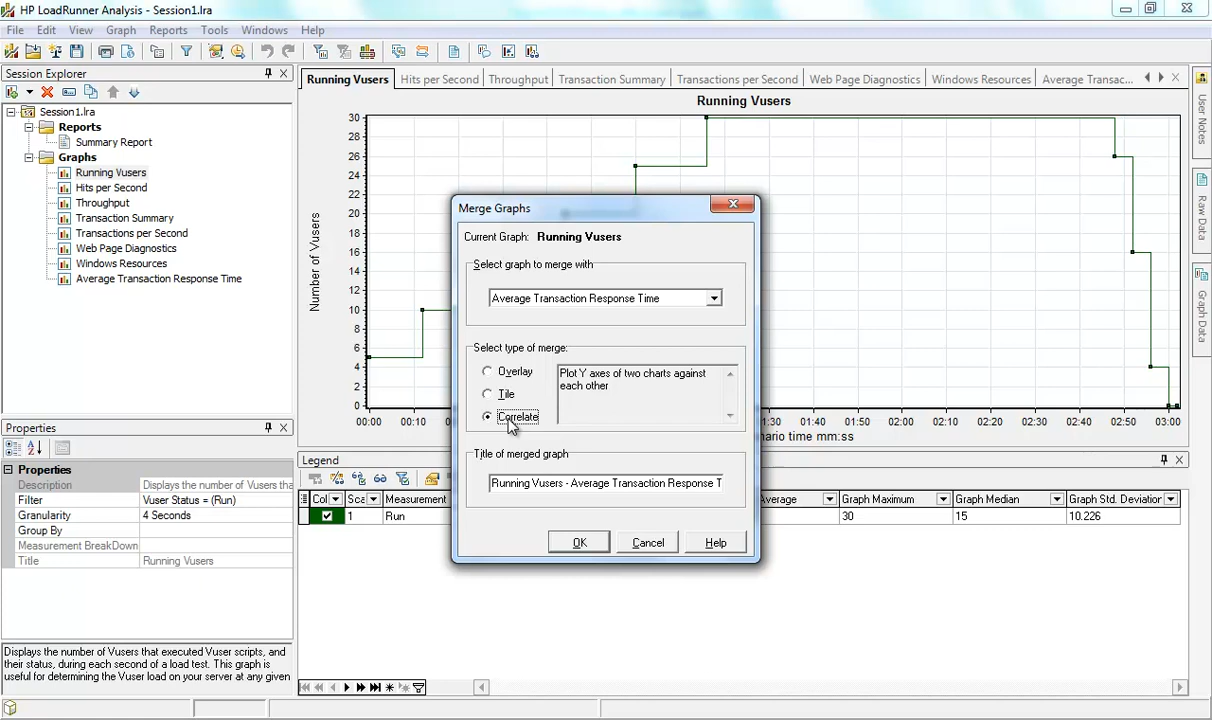 HP LoadRunner Analysis - Session1.lra
File Edit View Graph Reports Tools Windows Help
Session Explorer
Session1.lra
Reports
Summary Report
Graphs
Running Vusers
Hits per Second
Throughput
Transaction Summary
Transactions per Second
Web Page Diagnostics
Windows Resources
Average Transaction Response Time
Properties
Properties
Description Displays the number of Vusers tha
Filter Vuser Status = (Run)
Granularity 4 Seconds
Group By
Measurement BreakDown
Title Running Vusers
Displays the number of Vusers that executed Vuser scripts, and
their status, during each second of a load test. This graph is
useful for determining the Vuser load on your server at any given
Running Vusers Hits per Second Throughput Transaction Summary Transactions per Second Web Page Diagnostics Windows Resources Average Transac...
Running Vusers
Number of Vusers
30
28
26
24
22
20
18
16
14
12
10
8
6
4
2
0
00:00 00:10 00:20 01:40 01:50 02:00 02:10 02:20 02:30 02:40 02:50 03:00
nario time mm:ss
Merge Graphs
Current Graph: Running Vusers
Select graph to merge with
Average Transaction Response Time
Select type of merge:
Overlay
Tile
Correlate
Plot Y axes of two charts against
each other
Title of merged graph
Running Vusers - Average Transaction Response T
OK Cancel Help
Legend
Col Sca Measurement Average Graph Maximum Graph Median Graph Std. Deviation
1 Run 30 15 10.226
User Notes
Raw Data
Graph Data